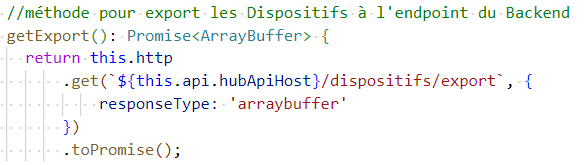 //méthode pour export les Dispositifs à l'endpoint du Backend
getExport(): Promise<ArrayBuffer> {
return this.http
.get(`${this.api.hubApiHost}/dispositifs/export`, {
responseType: 'arraybuffer'
})
.toPromise();